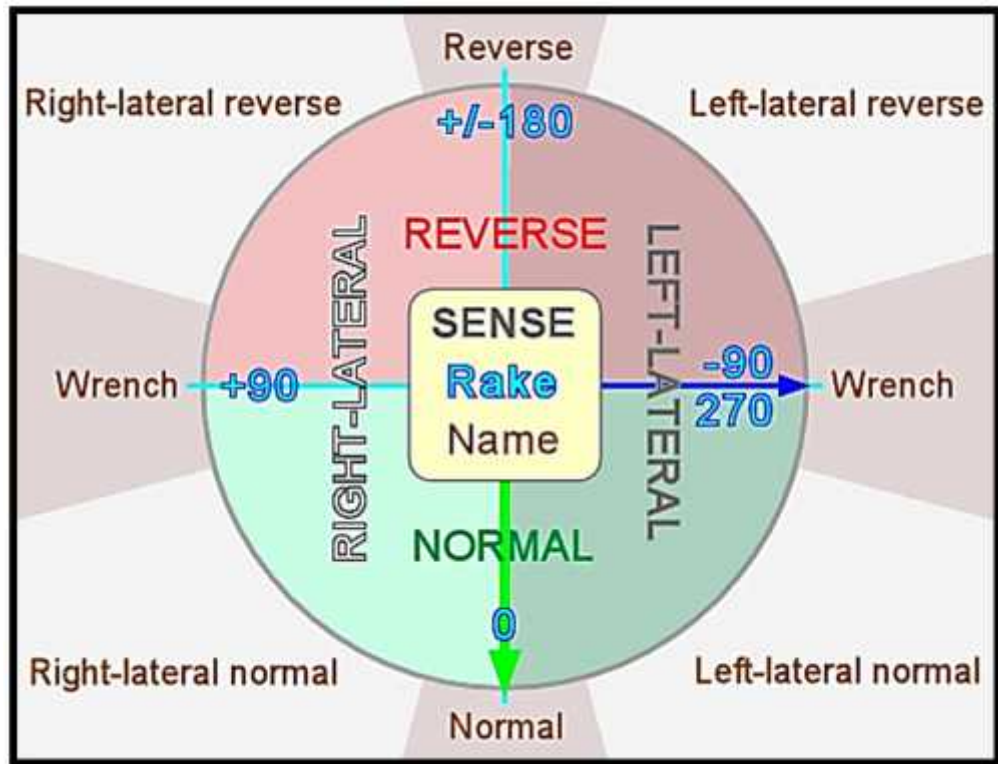 Reverse
Right-lateral reverse
Left-lateral reverse
+/-180
REVERSE
RIGHT-LATERAL
LEFT-LATERAL
SENSE
Rake
Name
Wrench
+90
-90
270
Wrench
NORMAL
0
Right-lateral normal
Left-lateral normal
Normal